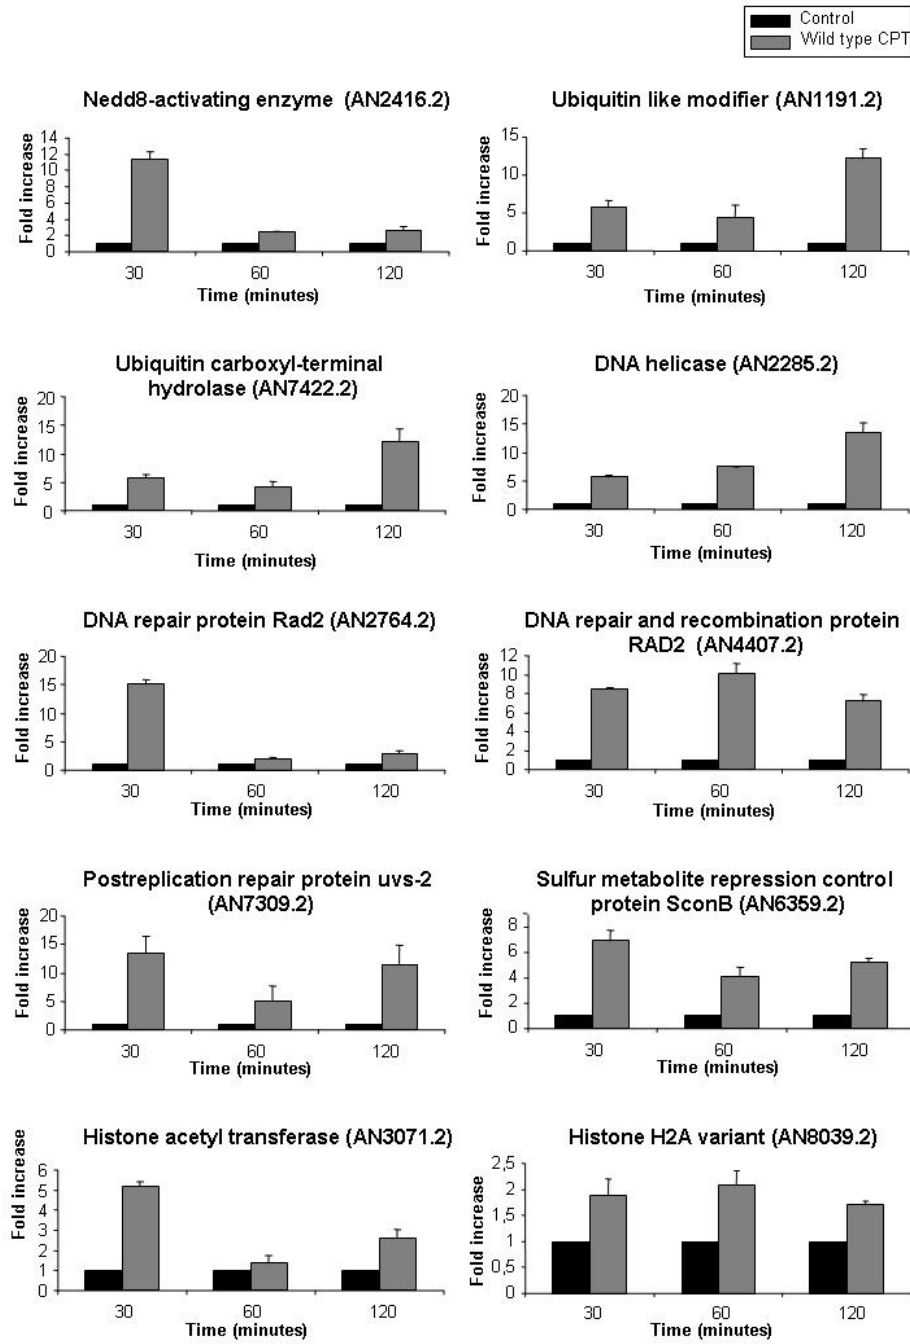 Control
Wild type CPT
Nedd8-activating enzyme (AN2416.2)
Fold increase
14
12
10
8
6
4
2
0
30 60 120
Time (minutes)
Ubiquitin like modifier (AN1191.2)
Fold increase
15
10
5
0
30 60 120
Time (minutes)
Ubiquitin carboxyl-terminal
hydrolase (AN7422.2)
Fold increase
20
15
10
5
0
30 60 120
Time (minutes)
DNA helicase (AN2285.2)
Fold increase
20
15
10
5
0
30 60 120
Time (minutes)
DNA repair protein Rad2 (AN2764.2)
Fold increase
20
15
10
5
0
30 60 120
Time (minutes)
DNA repair and recombination protein
RAD2 (AN4407.2)
Fold increase
12
10
8
6
4
2
0
30 60 120
Time (minutes)
Postreplication repair protein uvs-2
(AN7309.2)
Fold increase
20
15
10
5
0
30 60 120
Time (minutes)
Sulfur metabolite repression control
protein SconB (AN6359.2)
Fold increase
8
6
4
2
0
30 60 120
Time (minutes)
Histone acetyl transferase (AN3071.2)
Fold increase
6
5
4
3
2
1
0
30 60 120
Time (minutes)
Histone H2A variant (AN8039.2)
Fold increase
2,5
2
1,5
1
0,5
0
30 60 120
Time (minutes)